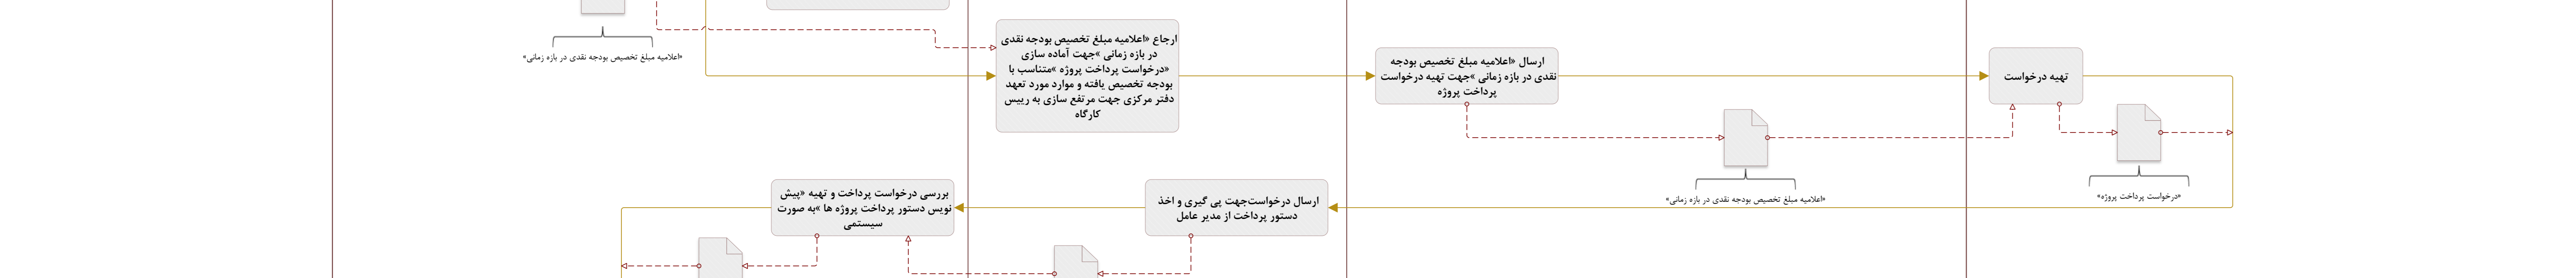 «اعلامیه مبلغ تخصیص بودجه نقدی در بازه زمانی»
ارجاع «اعلامیه مبلغ تخصیص بودجه نقدی
در بازه زمانی »جهت آماده سازی
«درخواست پرداخت پروژه »متناسب با
بودجه تخصیص یافته و موارد مورد تعهد
دفتر مرکزی جهت مرتفع سازی به رییس
کارگاه
ارسال «اعلامیه مبلغ تخصیص بودجه
نقدی در بازه زمانی »جهت تهیه درخواست
پرداخت پروژه
تهیه درخواست
«اعلامیه مبلغ تخصیص بودجه نقدی در بازه زمانی»
«درخواست پرداخت پروژه»
ارسال درخواست‌جهت پی گیری و اخذ
دستور پرداخت از مدیر عامل
بررسی درخواست پرداخت و تهیه «پیش
نویس دستور پرداخت پروژه ها »به صورت
سیستمی